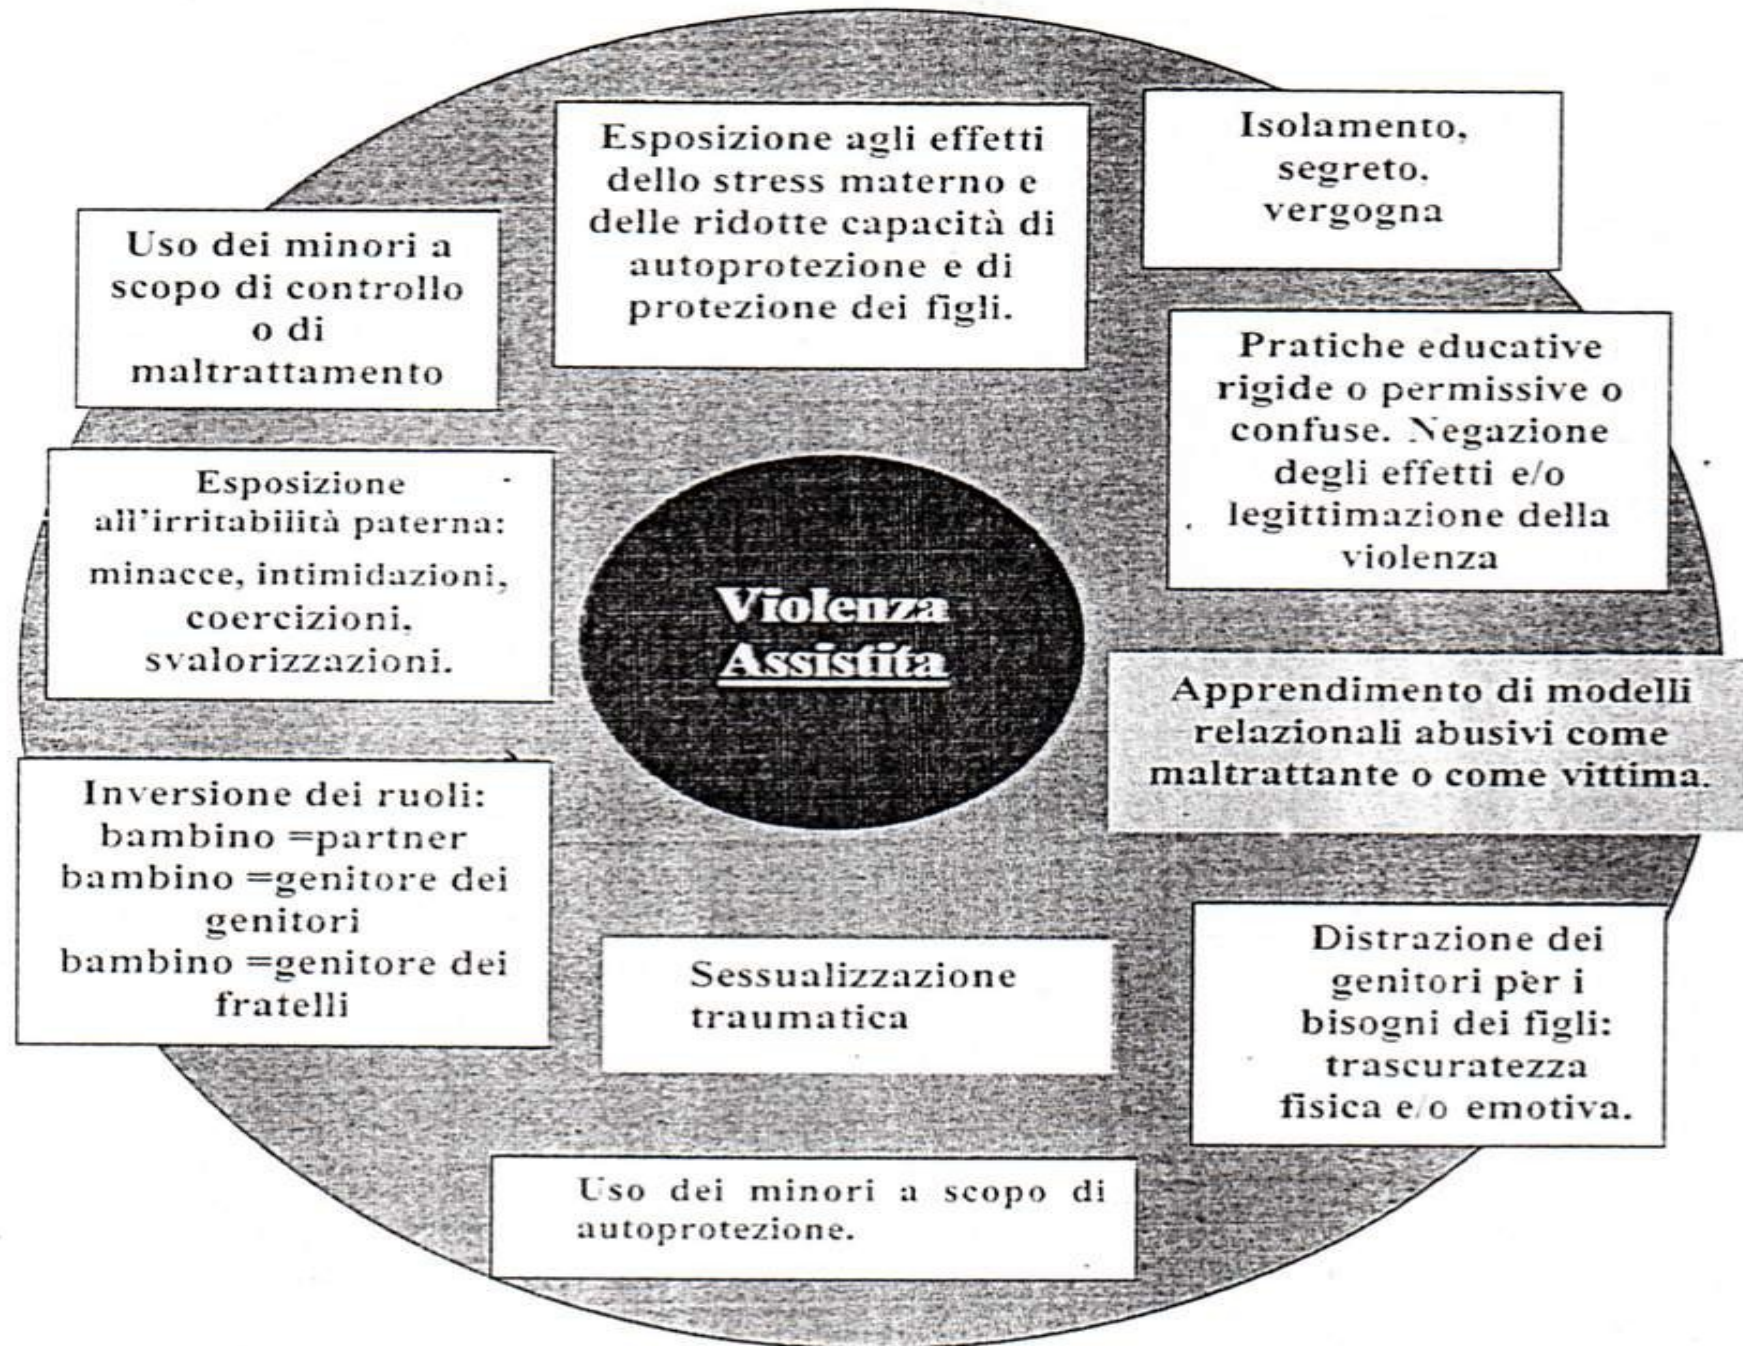 Esposizione agli effetti
dello stress materno e
delle ridotte capacità di
autoprotezione e di
protezione dei figli.
Isolamento,
segreto,
vergogna
Uso dei minori a
scopo di controllo
o di
maltrattamento
Pratiche educative
rigide o permissive o
confuse. Negazione
degli effetti e/o
legittimazione della
violenza
Esposizione
all'irritabilità paterna:
minacce, intimidazioni,
coercizioni,
svalorizzazioni.
Violenza
Assistita
Apprendimento di modelli
relazionali abusivi come
maltrattante o come vittima.
Inversione dei ruoli:
bambino =partner
bambino =genitore dei
genitori
bambino =genitore dei
fratelli
Sessualizzazione
traumatica
Distrazione dei
genitori per i
bisogni dei figli:
trascuratezza
fisica e/o emotiva.
Uso dei minori a scopo di
autoprotezione.